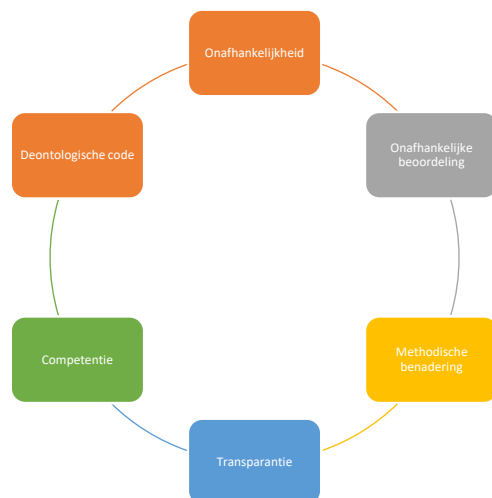 Onafhankelijkheid
Onafhankelijke
beoordeling
Methodische
benadering
Transparantie
Competentie
Deontologische code